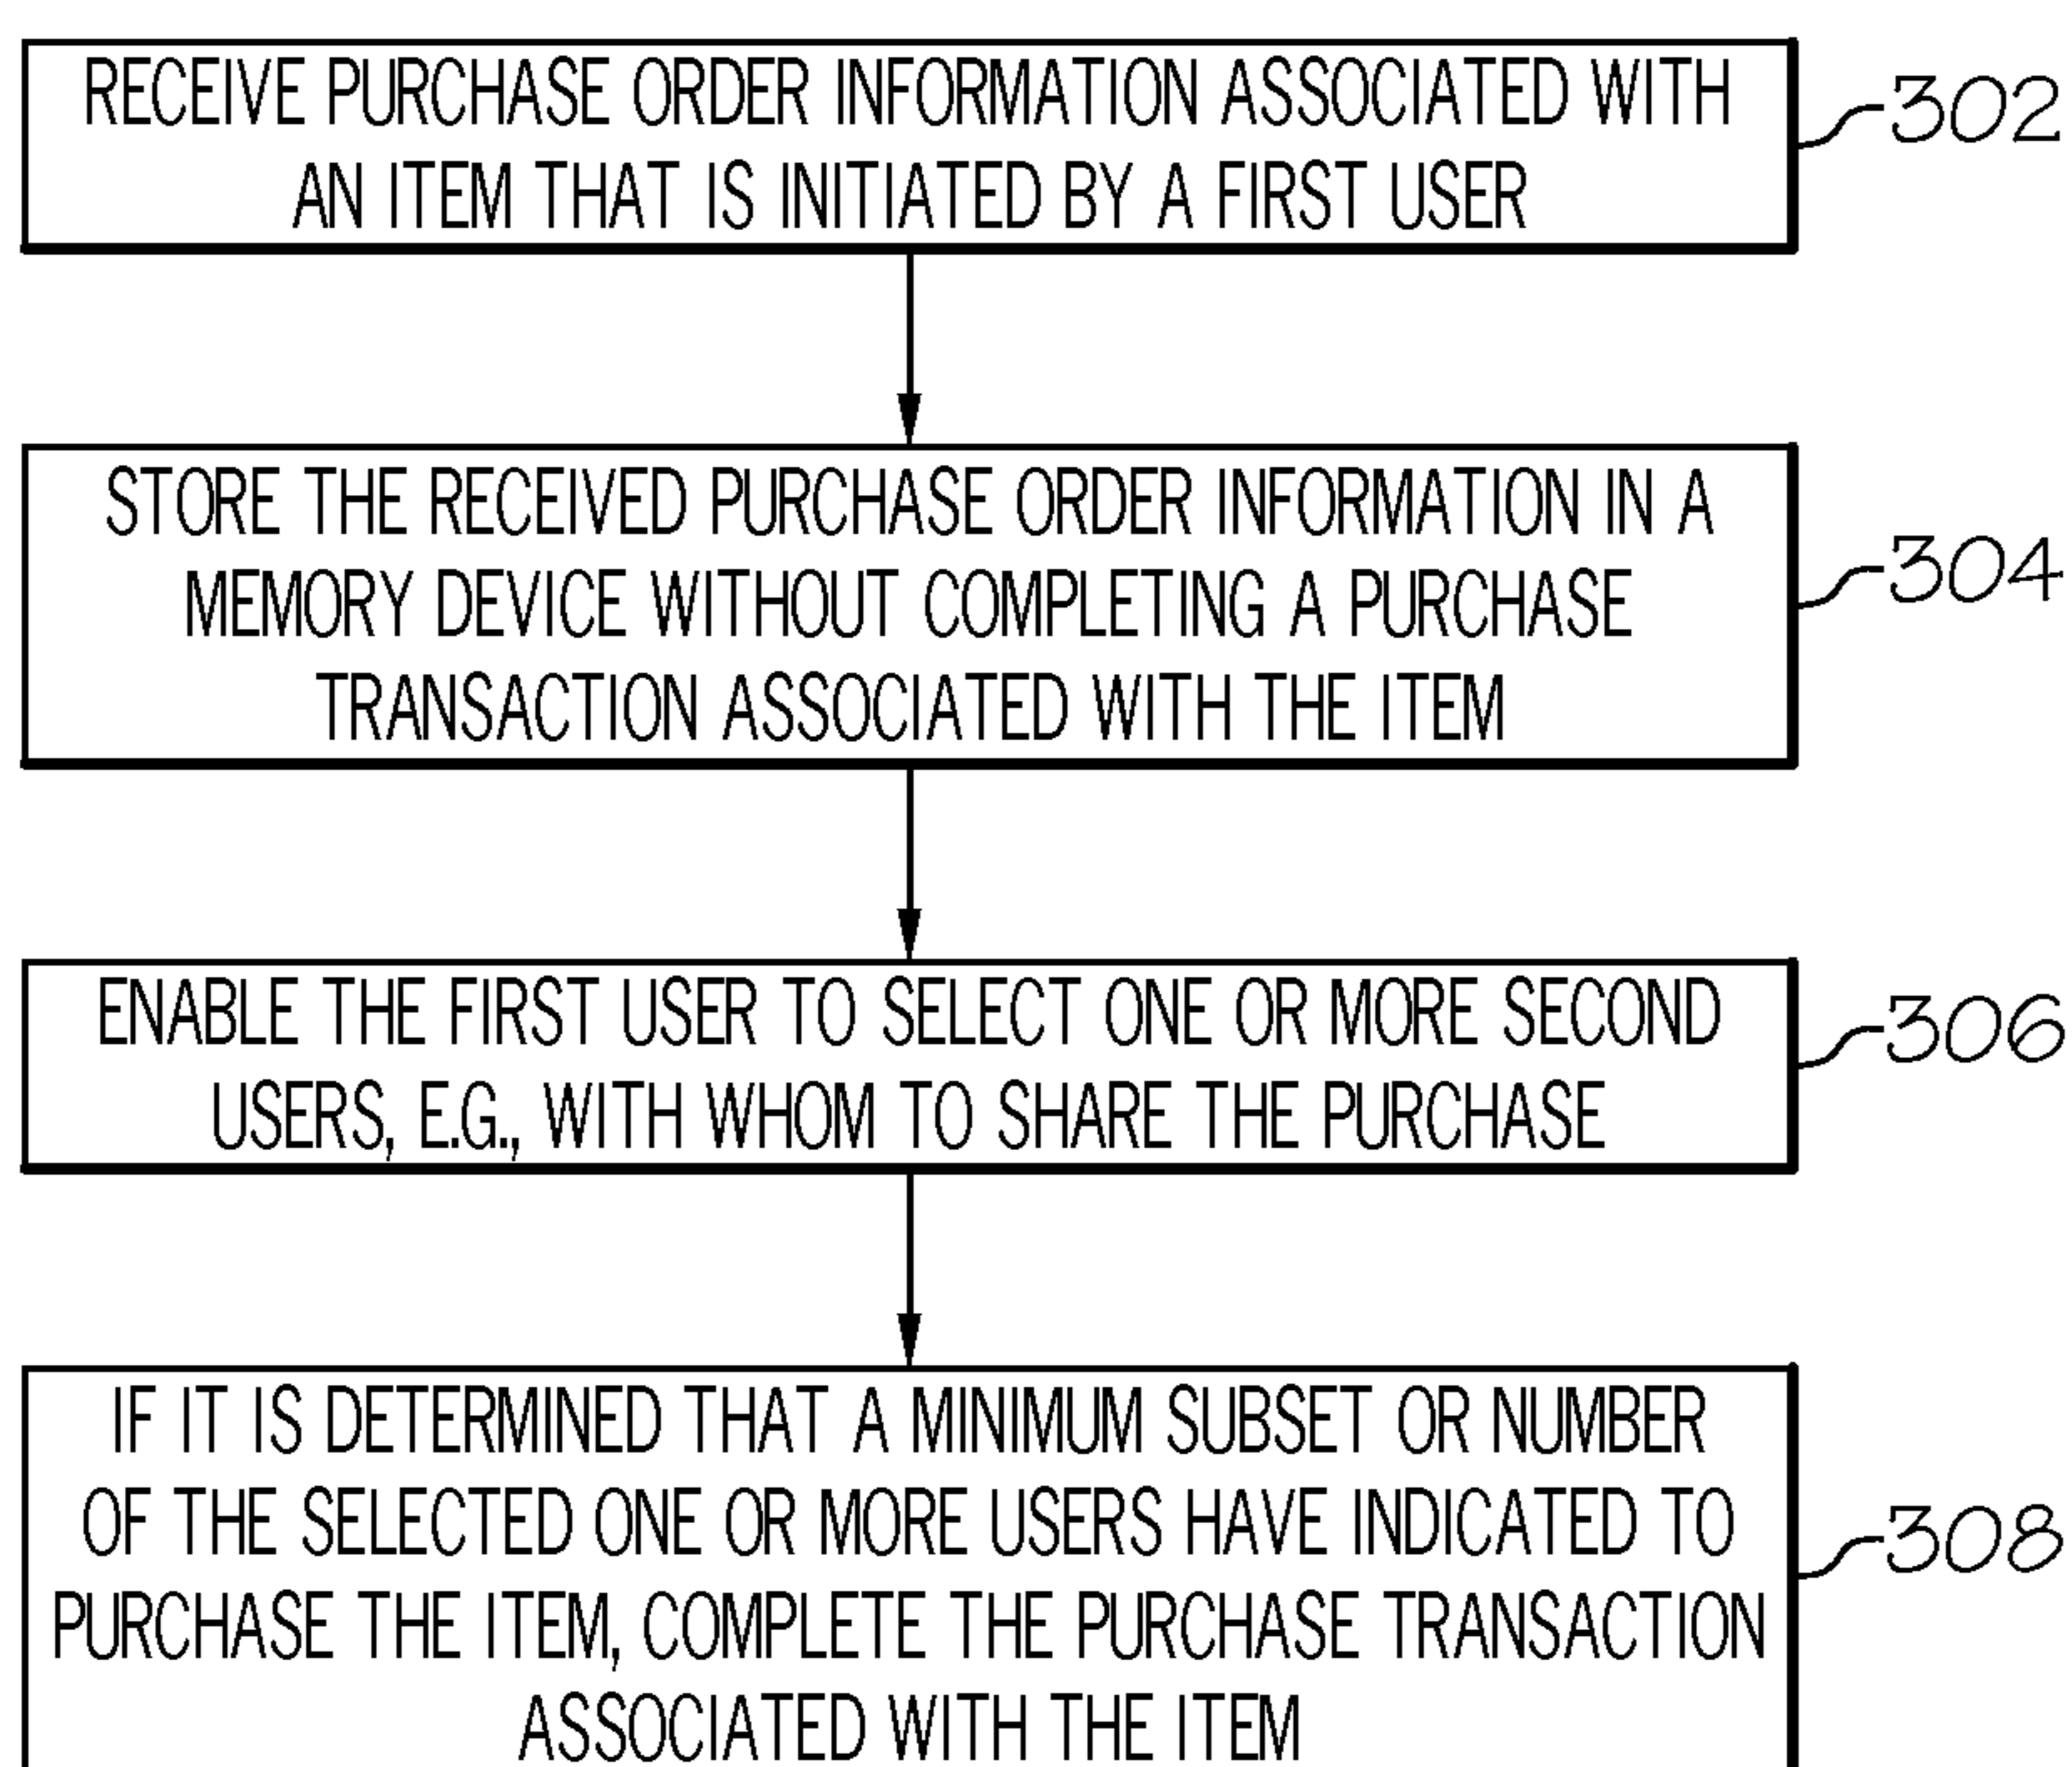 RECEIVE PURCHASE ORDER INFORMATION ASSOCIATED WITH
AN ITEM THAT IS INITIATED BY A FIRST USER
302
STORE THE RECEIVED PURCHASE ORDER INFORMATION IN A
MEMORY DEVICE WITHOUT COMPLETING A PURCHASE
TRANSACTION ASSOCIATED WITH THE ITEM
304
ENABLE THE FIRST USER TO SELECT ONE OR MORE SECOND
USERS, E.G., WITH WHOM TO SHARE THE PURCHASE
306
IF IT IS DETERMINED THAT A MINIMUM SUBSET OR NUMBER
OF THE SELECTED ONE OR MORE USERS HAVE INDICATED TO
PURCHASE THE ITEM, COMPLETE THE PURCHASE TRANSACTION
ASSOCIATED WITH THE ITEM
308